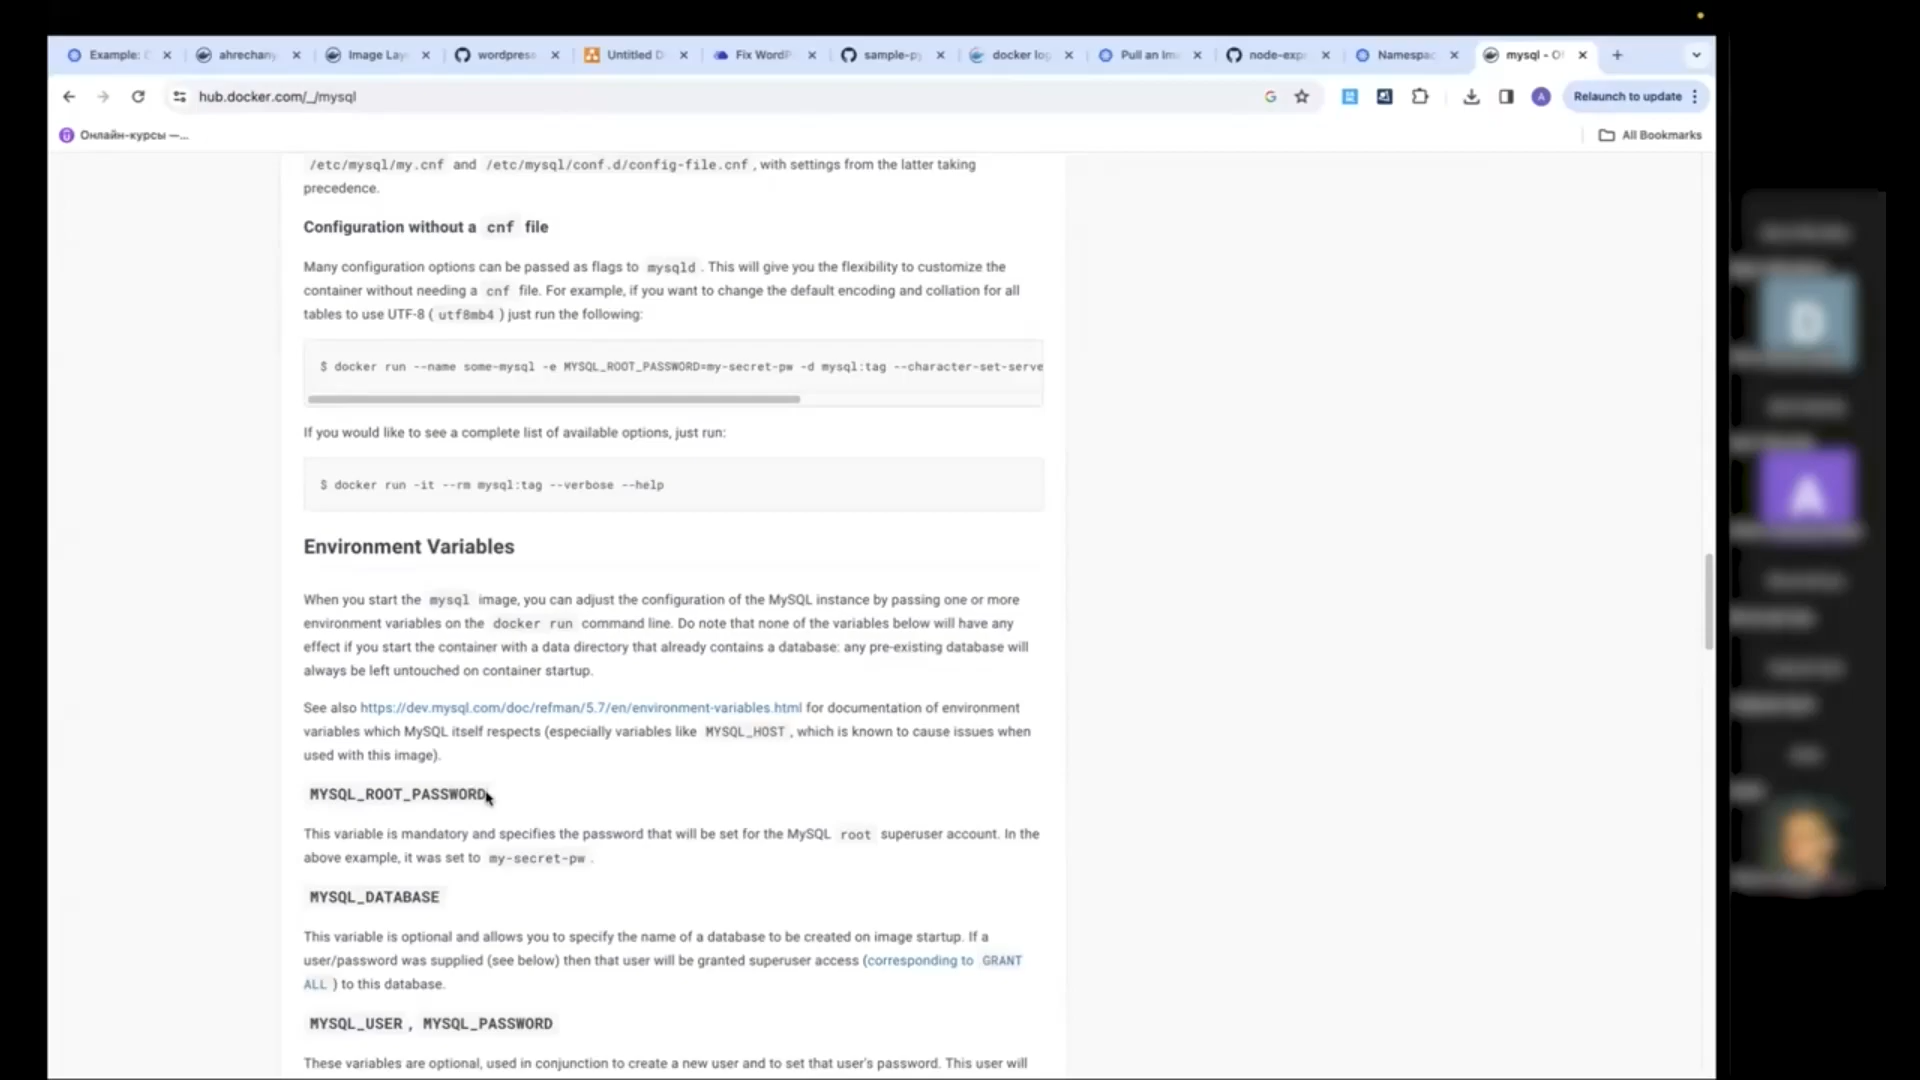 Example: 
ahrechan
Image Lay
wordpress
Untitled D
Fix WordP
sample-p
docker log
Pull an Im
node-exp
Namespac
mysql - O
hub.docker.com/_/mysql
A
Relaunch to update
Онлайн-курсы —...
All Bookmarks
/etc/mysql/my.cnf and /etc/mysql/conf.d/config-file.cnf, with settings from the latter taking
precedence.
Configuration without a cnf file
Many configuration options can be passed as flags to mysqld. This will give you the flexibility to customize the
container without needing a cnf file. For example, if you want to change the default encoding and collation for all
tables to use UTF-8 (utf8mb4) just run the following:
$ docker run --name some-mysql -e MYSQL_ROOT_PASSWORD=my-secret-pw -d mysql:tag --character-set-serve
If you would like to see a complete list of available options, just run:
$ docker run -it --rm mysql:tag --verbose --help
Environment Variables
When you start the mysql image, you can adjust the configuration of the MySQL instance by passing one or more
environment variables on the docker run command line. Do note that none of the variables below will have any
effect if you start the container with a data directory that already contains a database: any pre-existing database will
always be left untouched on container startup.
See also https://dev.mysql.com/doc/refman/5.7/en/environment-variables.html for documentation of environment
variables which MySQL itself respects (especially variables like MYSQL_HOST, which is known to cause issues when
used with this image).
MYSQL_ROOT_PASSWORD
This variable is mandatory and specifies the password that will be set for the MySQL root superuser account. In the
above example, it was set to my-secret-pw.
MYSQL_DATABASE
This variable is optional and allows you to specify the name of a database to be created on image startup. If a
user/password was supplied (see below) then that user will be granted superuser access (corresponding to GRANT
ALL) to this database.
MYSQL_USER, MYSQL_PASSWORD
These variables are optional, used in conjunction to create a new user and to set that user's password. This user will
D
A